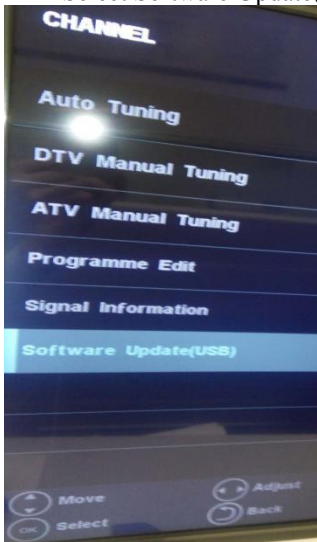 CHANNEL
Auto Tuning
DTV Manual Tuning
ATV Manual Tuning
Programme Edit
Signal Information
Software Update(USB)
Move
Adjust
OK
Select
Back